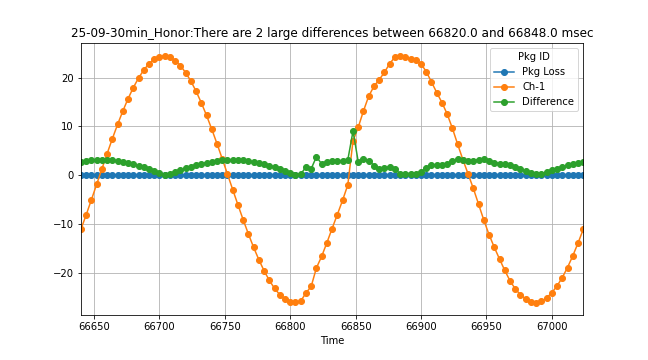 25-09-30min_Honor:There are 2 large differences between 66820.0 and 66848.0 msec
Pkg ID
Pkg Loss
Ch-1
Difference
20
10
0
−10
−20
66650 66700 66750 66800 66850 66900 66950 67000
Time